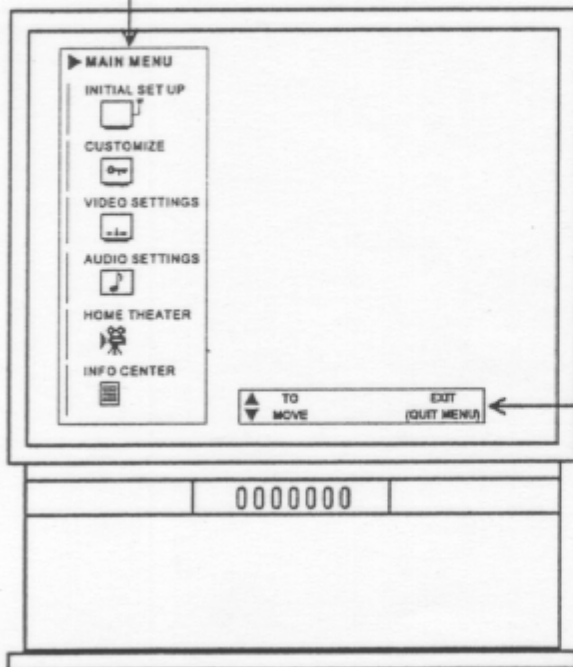 MAIN MENU
INITIAL SET UP
CUSTOMIZE
VIDEO SETTINGS
AUDIO SETTINGS
HOME THEATER
INFO CENTER
TO EXIT
MOVE (QUIT MENU)
0000000